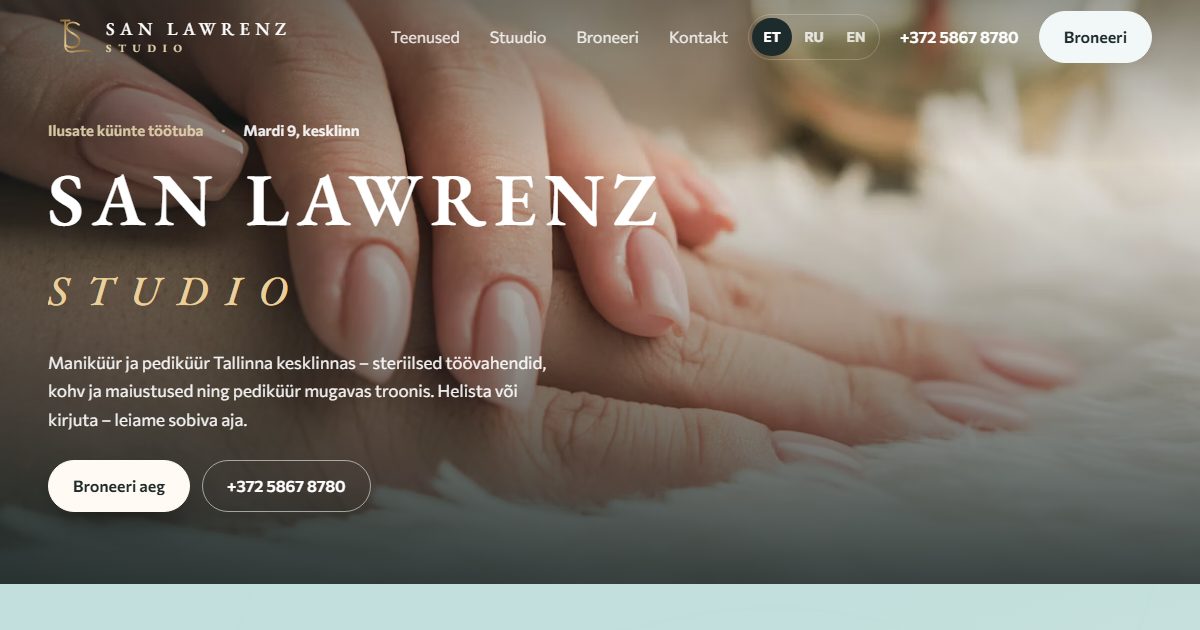 SAN LAWRENZ
STUDIO
Teenused
Stuudio
Broneeri
Kontakt
ET
RU
EN
+372 5867 8780
Broneeri
Ilusate küünte töötuba · Mardi 9, kesklinn
SAN LAWRENZ
STUDIO
Maniküür ja pediküür Tallinna kesklinnas – steriilsed töövahendid,
kohv ja maiustused ning pediküür mugavas troonis. Helista või
kirjuta – leiame sobiva aja.
Broneeri aeg
+372 5867 8780